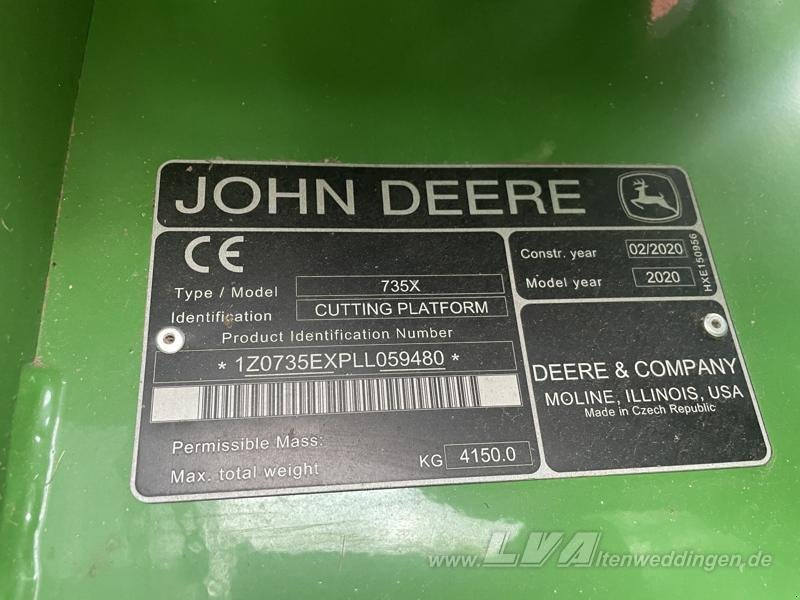 JOHN DEERE
CE
Type / Model 735X
Identification CUTTING PLATFORM
Product Identification Number
* 1Z0735EXPLL059480 *
Permissible Mass:
Max. total weight KG 4150.0
Constr. year 02/2020
Model year 2020
HXE150956
DEERE & COMPANY
MOLINE, ILLINOIS, USA
Made in Czech Republic
www.LVAltenweddingen.de